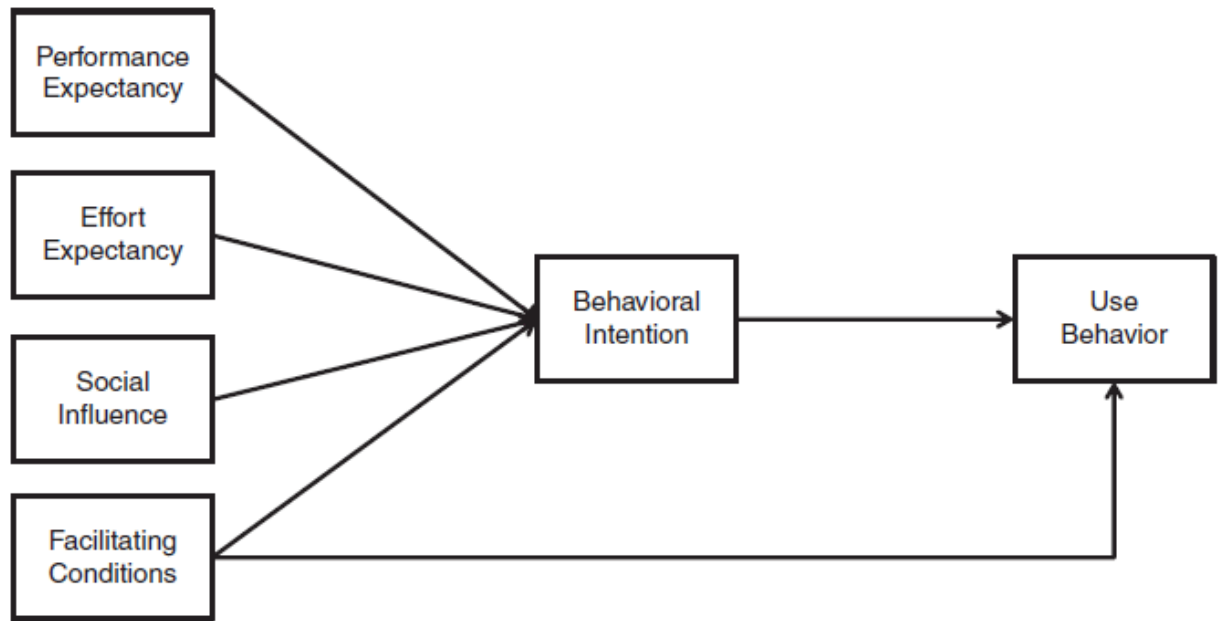 Performance
Expectancy
Effort
Expectancy
Social
Influence
Facilitating
Conditions
Behavioral
Intention
Use
Behavior